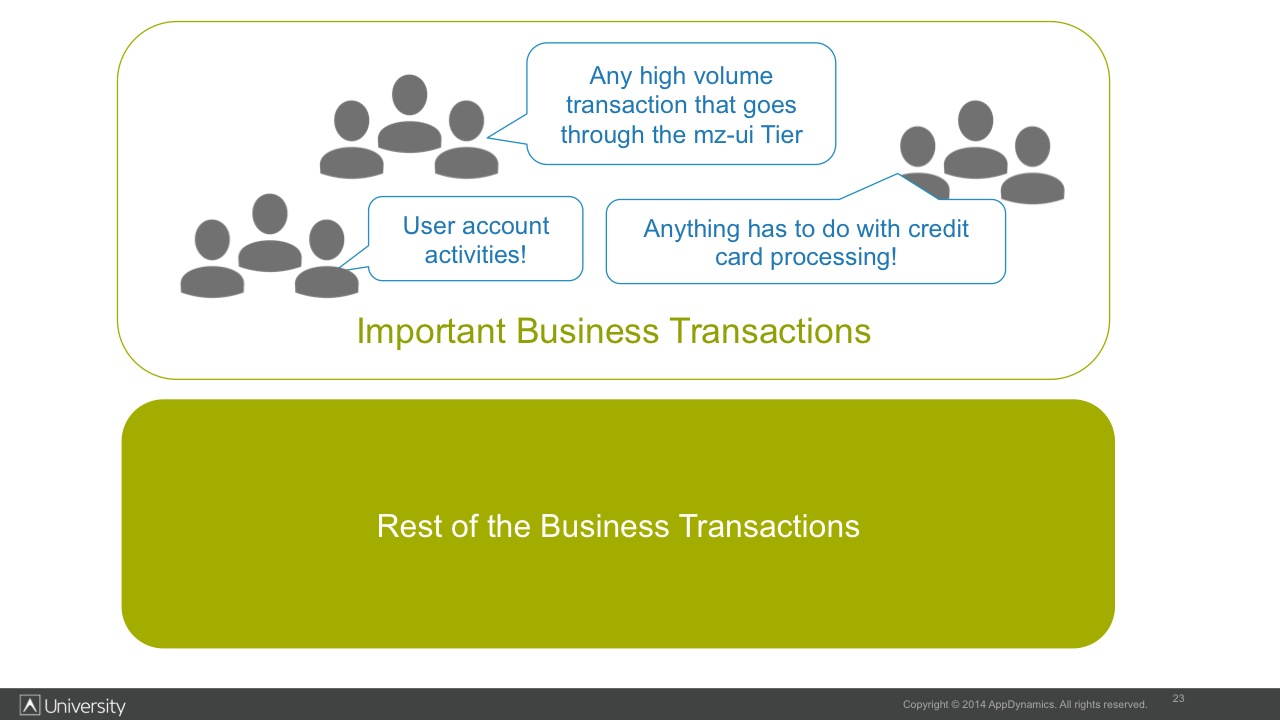 Any high volume
transaction that goes
through the mz-ui Tier
User account
activities!
Anything has to do with credit
card processing!
Important Business Transactions
Rest of the Business Transactions
University
Copyright © 2014 AppDynamics. All rights reserved.
23